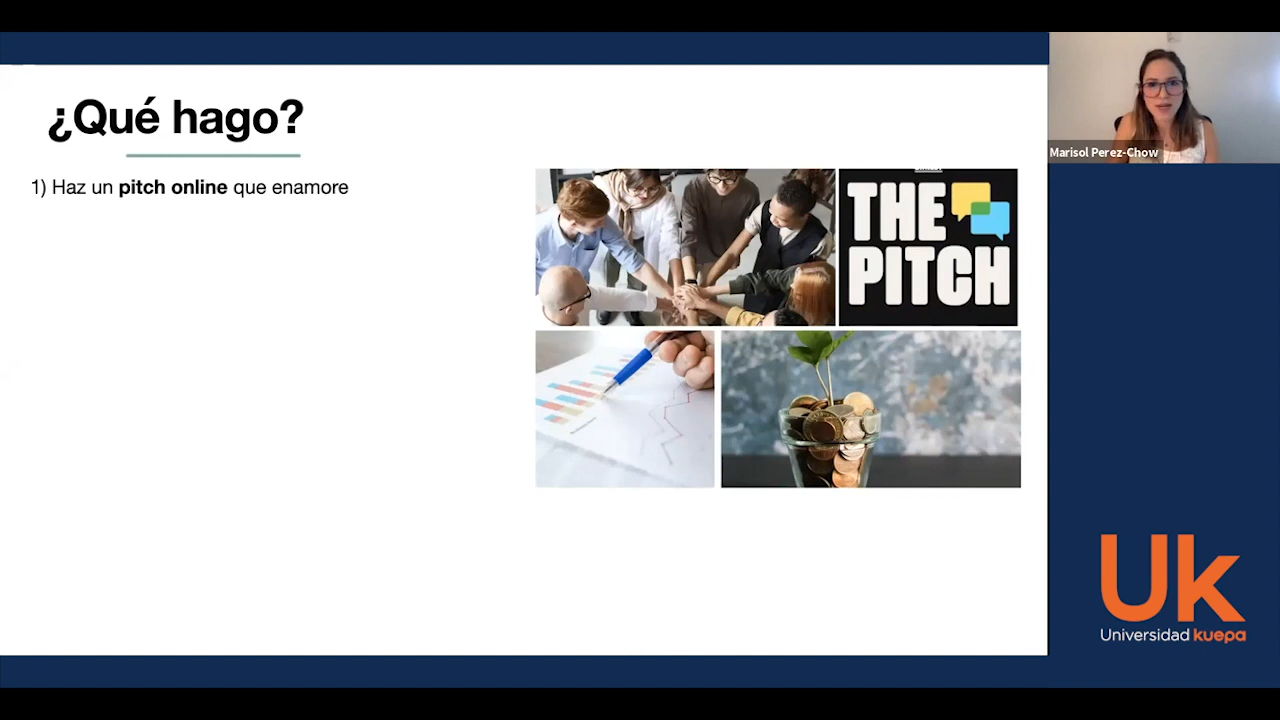 ¿Qué hago?
1) Haz un pitch online que enamore
THE
PITCH
Marisol Perez-Chow
Uk
Universidad kuepa